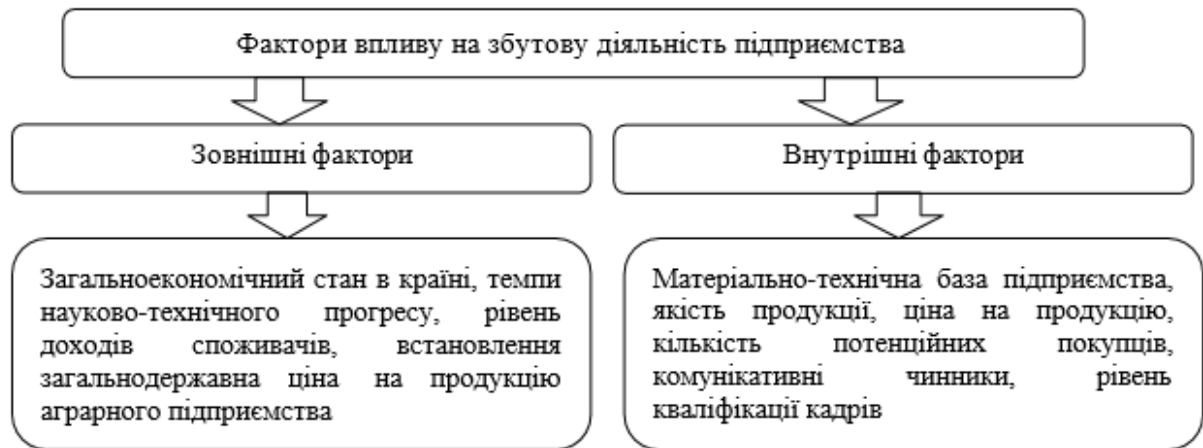 Фактори впливу на збутову діяльність підприємства
Зовнішні фактори
Внутрішні фактори
Загальноекономічний стан в країні, темпи
науково-технічного прогресу, рівень
доходів споживачів, встановлення
загальнодержавна ціна на продукцію
аграрного підприємства
Матеріально-технічна база підприємства,
якість продукції, ціна на продукцію,
кількість потенційних покупців,
комунікативні чинники, рівень
кваліфікації кадрів